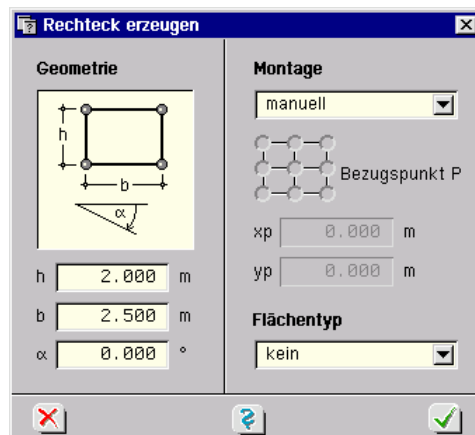 Rechteck erzeugen
Geometrie
h
b
α
h 2.000 m
b 2.500 m
α 0.000 °
Montage
manuell
Bezugspunkt P
xp 0.000 m
yp 0.000 m
Flächentyp
kein